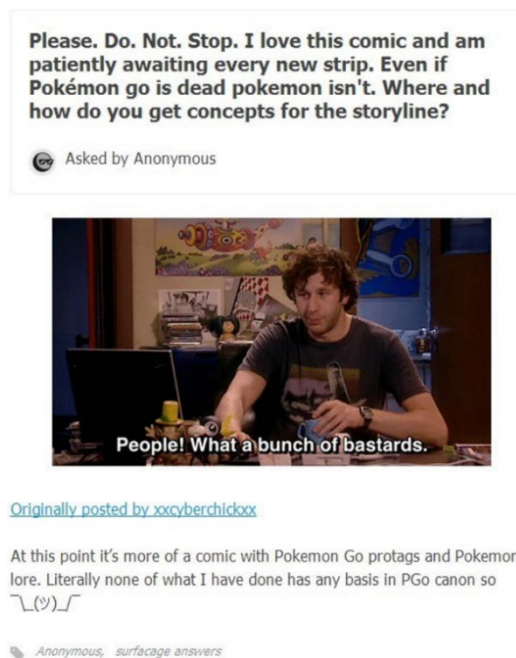 Please. Do. Not. Stop. I love this comic and am
patiently awaiting every new strip. Even if
Pokémon go is dead pokemon isn't. Where and
how do you get concepts for the storyline?
Asked by Anonymous
People! What a bunch of bastards.
Originally posted by xxcyberchickxx
At this point it's more of a comic with Pokemon Go protags and Pokemon
lore. Literally none of what I have done has any basis in PGo canon so
¯\_(ツ)_/¯
Anonymous, surfacage answers